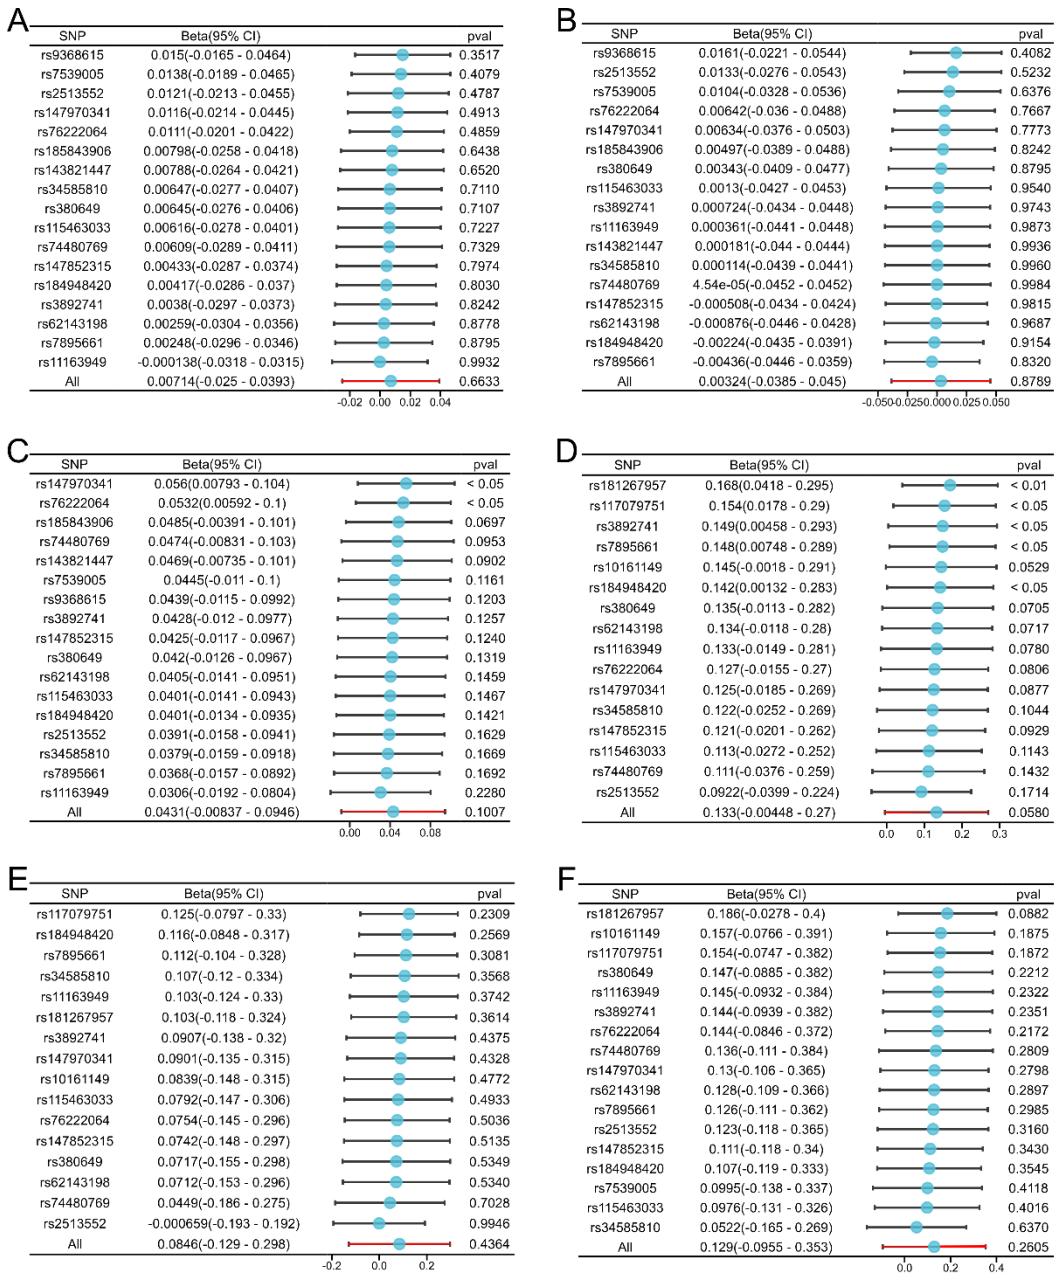 A
SNP Beta(95% CI) pval
rs9368615 0.015(-0.0165 - 0.0464) 0.3517
rs7539005 0.0138(-0.0189 - 0.0465) 0.4079
rs2513552 0.0121(-0.0213 - 0.0455) 0.4787
rs147970341 0.0116(-0.0214 - 0.0445) 0.4913
rs76222064 0.0111(-0.0201 - 0.0422) 0.4859
rs185843906 0.00798(-0.0258 - 0.0418) 0.6438
rs143821447 0.00788(-0.0264 - 0.0421) 0.6520
rs34585810 0.00647(-0.0277 - 0.0407) 0.7110
rs380649 0.00645(-0.0276 - 0.0406) 0.7107
rs115463033 0.00616(-0.0278 - 0.0401) 0.7227
rs74480769 0.00609(-0.0289 - 0.0411) 0.7329
rs147852315 0.00433(-0.0287 - 0.0374) 0.7974
rs184948420 0.00417(-0.0286 - 0.037) 0.8030
rs3892741 0.0038(-0.0297 - 0.0373) 0.8242
rs62143198 0.00259(-0.0304 - 0.0356) 0.8778
rs7895661 0.00248(-0.0296 - 0.0346) 0.8795
rs11163949 -0.000138(-0.0318 - 0.0315) 0.9932
All 0.00714(-0.025 - 0.0393) 0.6633
-0.02 0.00 0.02 0.04
B
SNP Beta(95% CI) pval
rs9368615 0.0161(-0.0221 - 0.0544) 0.4082
rs2513552 0.0133(-0.0276 - 0.0543) 0.5232
rs7539005 0.0104(-0.0328 - 0.0536) 0.6376
rs76222064 0.00642(-0.036 - 0.0488) 0.7667
rs147970341 0.00634(-0.0376 - 0.0503) 0.7773
rs185843906 0.00497(-0.0389 - 0.0488) 0.8242
rs380649 0.00343(-0.0409 - 0.0477) 0.8795
rs115463033 0.0013(-0.0427 - 0.0453) 0.9540
rs3892741 0.000724(-0.0434 - 0.0448) 0.9743
rs11163949 0.000361(-0.0441 - 0.0448) 0.9873
rs143821447 0.000181(-0.044 - 0.0444) 0.9936
rs34585810 0.000114(-0.0439 - 0.0441) 0.9960
rs74480769 4.54e-05(-0.0452 - 0.0452) 0.9984
rs147852315 -0.000508(-0.0434 - 0.0424) 0.9815
rs62143198 -0.000876(-0.0446 - 0.0428) 0.9687
rs184948420 -0.00224(-0.0435 - 0.0391) 0.9154
rs7895661 -0.00436(-0.0446 - 0.0359) 0.8320
All 0.00324(-0.0385 - 0.045) 0.8789
-0.050 -0.025 0.000 0.025 0.050
C
SNP Beta(95% CI) pval
rs147970341 0.056(0.00793 - 0.104) < 0.05
rs76222064 0.0532(0.00592 - 0.1) < 0.05
rs185843906 0.0485(-0.00391 - 0.101) 0.0697
rs74480769 0.0474(-0.00831 - 0.103) 0.0953
rs143821447 0.0469(-0.00735 - 0.101) 0.0902
rs7539005 0.0445(-0.011 - 0.1) 0.1161
rs9368615 0.0439(-0.0115 - 0.0992) 0.1203
rs3892741 0.0428(-0.012 - 0.0977) 0.1257
rs147852315 0.0425(-0.0117 - 0.0967) 0.1240
rs380649 0.042(-0.0126 - 0.0967) 0.1319
rs62143198 0.0405(-0.0141 - 0.0951) 0.1459
rs115463033 0.0401(-0.0141 - 0.0943) 0.1467
rs184948420 0.0401(-0.0134 - 0.0935) 0.1421
rs2513552 0.0391(-0.0158 - 0.0941) 0.1629
rs34585810 0.0379(-0.0159 - 0.0918) 0.1669
rs7895661 0.0368(-0.0157 - 0.0892) 0.1692
rs11163949 0.0306(-0.0192 - 0.0804) 0.2280
All 0.0431(-0.00837 - 0.0946) 0.1007
0.00 0.04 0.08
D
SNP Beta(95% CI) pval
rs181267957 0.168(0.0418 - 0.295) < 0.01
rs117079751 0.154(0.0178 - 0.29) < 0.05
rs3892741 0.149(0.00458 - 0.293) < 0.05
rs7895661 0.148(0.00748 - 0.289) < 0.05
rs10161149 0.145(-0.0018 - 0.291) 0.0529
rs184948420 0.142(0.00132 - 0.283) < 0.05
rs380649 0.135(-0.0113 - 0.282) 0.0705
rs62143198 0.134(-0.0118 - 0.28) 0.0717
rs11163949 0.133(-0.0149 - 0.281) 0.0780
rs76222064 0.127(-0.0155 - 0.27) 0.0806
rs147970341 0.125(-0.0185 - 0.269) 0.0877
rs34585810 0.122(-0.0252 - 0.269) 0.1044
rs147852315 0.121(-0.0201 - 0.262) 0.0929
rs115463033 0.113(-0.0272 - 0.252) 0.1143
rs74480769 0.111(-0.0376 - 0.259) 0.1432
rs2513552 0.0922(-0.0399 - 0.224) 0.1714
All 0.133(-0.00448 - 0.27) 0.0580
0.0 0.1 0.2 0.3
E
SNP Beta(95% CI) pval
rs117079751 0.125(-0.0797 - 0.33) 0.2309
rs184948420 0.116(-0.0848 - 0.317) 0.2569
rs7895661 0.112(-0.104 - 0.328) 0.3081
rs34585810 0.107(-0.12 - 0.334) 0.3568
rs11163949 0.103(-0.124 - 0.33) 0.3742
rs181267957 0.103(-0.118 - 0.324) 0.3614
rs3892741 0.0907(-0.138 - 0.32) 0.4375
rs147970341 0.0901(-0.135 - 0.315) 0.4328
rs10161149 0.0839(-0.148 - 0.315) 0.4772
rs115463033 0.0792(-0.147 - 0.306) 0.4933
rs76222064 0.0754(-0.145 - 0.296) 0.5036
rs147852315 0.0742(-0.148 - 0.297) 0.5135
rs380649 0.0717(-0.155 - 0.298) 0.5349
rs62143198 0.0712(-0.153 - 0.296) 0.5340
rs74480769 0.0449(-0.186 - 0.275) 0.7028
rs2513552 -0.000659(-0.193 - 0.192) 0.9946
All 0.0846(-0.129 - 0.298) 0.4364
-0.2 0.0 0.2
F
SNP Beta(95% CI) pval
rs181267957 0.186(-0.0278 - 0.4) 0.0882
rs10161149 0.157(-0.0766 - 0.391) 0.1875
rs117079751 0.154(-0.0747 - 0.382) 0.1872
rs380649 0.147(-0.0885 - 0.382) 0.2212
rs11163949 0.145(-0.0932 - 0.384) 0.2322
rs3892741 0.144(-0.0939 - 0.382) 0.2351
rs76222064 0.144(-0.0846 - 0.372) 0.2172
rs74480769 0.136(-0.111 - 0.384) 0.2809
rs147970341 0.13(-0.106 - 0.365) 0.2798
rs62143198 0.128(-0.109 - 0.366) 0.2897
rs7895661 0.126(-0.111 - 0.362) 0.2985
rs2513552 0.123(-0.118 - 0.365) 0.3160
rs147852315 0.111(-0.118 - 0.34) 0.3430
rs184948420 0.107(-0.119 - 0.333) 0.3545
rs7539005 0.0995(-0.138 - 0.337) 0.4118
rs115463033 0.0976(-0.131 - 0.326) 0.4016
rs34585810 0.0522(-0.165 - 0.269) 0.6370
All 0.129(-0.0955 - 0.353) 0.2605
0.0 0.2 0.4